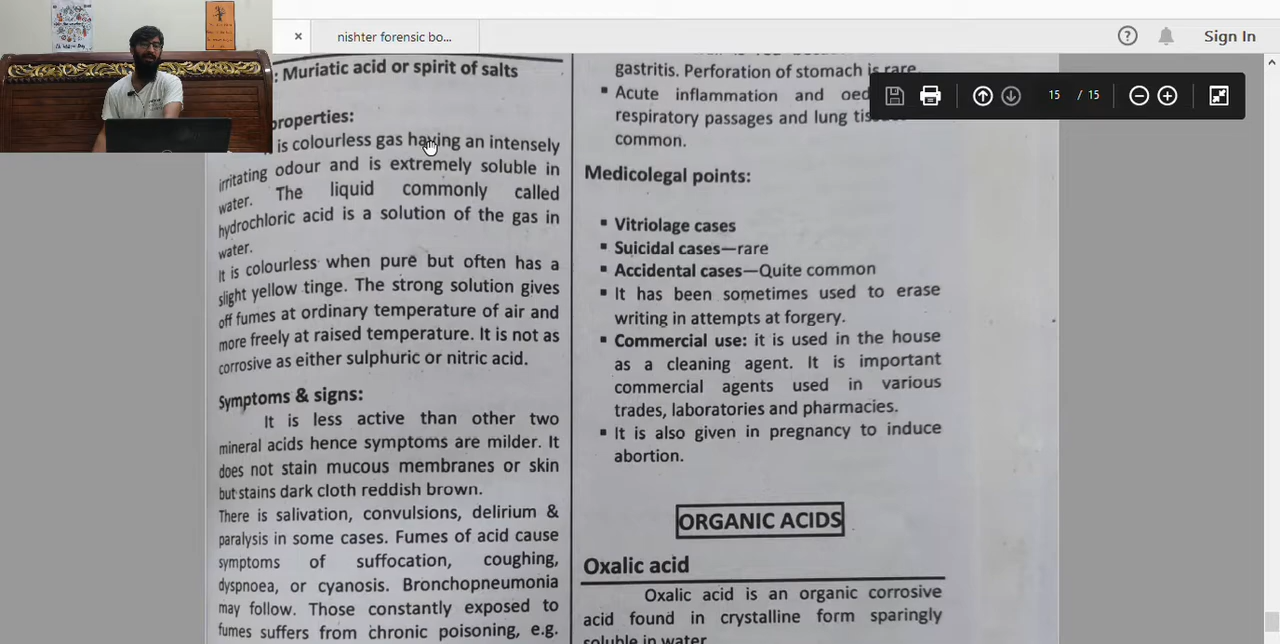 nishter forensic bo...
Sign In
15 / 15
: Muriatic acid or spirit of salts
properties:
is colourless gas having an intensely
irritating odour and is extremely soluble in
water. The liquid commonly called
hydrochloric acid is a solution of the gas in
water.
It is colourless when pure but often has a
slight yellow tinge. The strong solution gives
off fumes at ordinary temperature of air and
more freely at raised temperature. It is not as
corrosive as either sulphuric or nitric acid.
Symptoms & signs:
It is less active than other two
mineral acids hence symptoms are milder. It
does not stain mucous membranes or skin
but stains dark cloth reddish brown.
There is salivation, convulsions, delirium &
paralysis in some cases. Fumes of acid cause
symptoms of suffocation, coughing,
dyspnoea, or cyanosis. Bronchopneumonia
may follow. Those constantly exposed to
fumes suffers from chronic poisoning, e.g.
gastritis. Perforation of stomach is rare.
▪ Acute inflammation and
respiratory passages and lung
common.
Medicolegal points:
▪ Vitriolage cases
▪ Suicidal cases—rare
▪ Accidental cases—Quite common
▪ It has been sometimes used to erase
writing in attempts at forgery.
▪ Commercial use: it is used in the house
as a cleaning agent. It is important
commercial agents used in various
trades, laboratories and pharmacies.
▪ It is also given in pregnancy to induce
abortion.
ORGANIC ACIDS
Oxalic acid
Oxalic acid is an organic corrosive
acid found in crystalline form sparingly
soluble in water